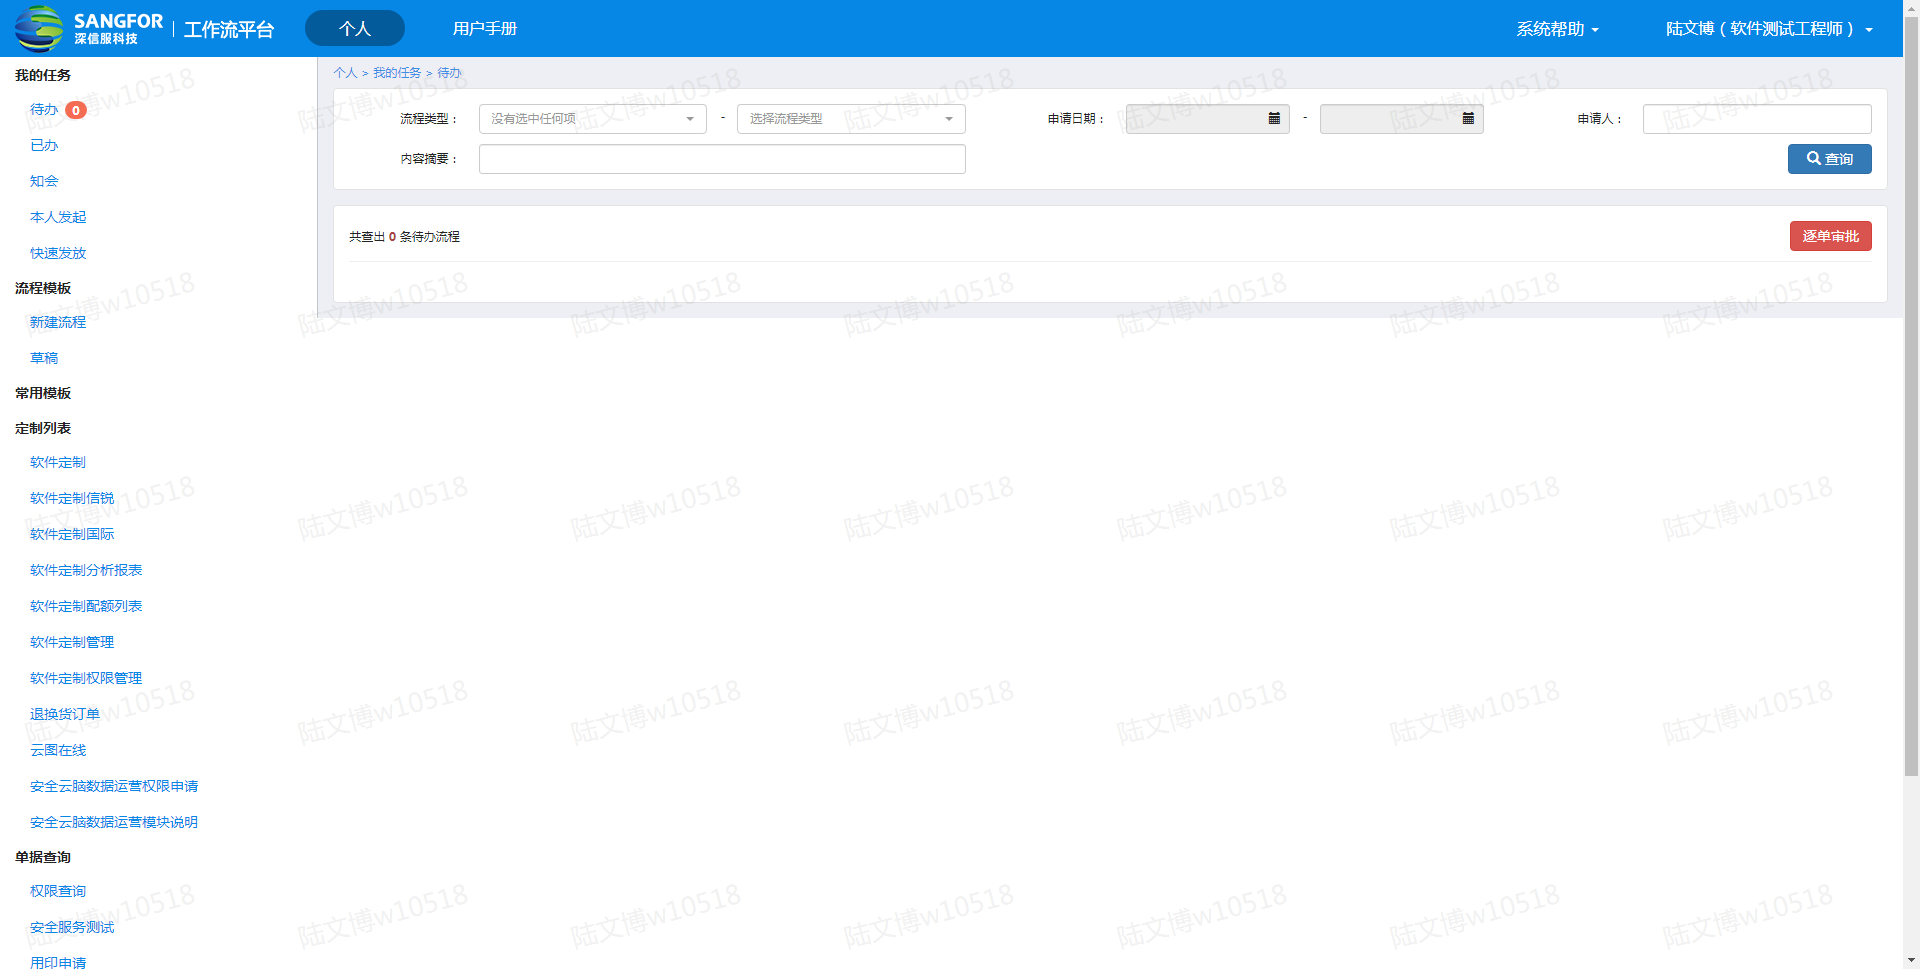 SANGFOR
深信服科技
工作流平台
个人
用户手册
系统帮助
陆文博（软件测试工程师）
我的任务
待办 0
已办
知会
本人发起
快速发放
流程模板
新建流程
草稿
常用模板
定制列表
软件定制
软件定制信锐
软件定制国际
软件定制分析报表
软件定制配额列表
软件定制管理
软件定制权限管理
退换货订单
云图在线
安全云脑数据运营权限申请
安全云脑数据运营模块说明
单据查询
权限查询
安全服务测试
用印申请
个人 > 我的任务 > 待办
流程类型： 没有选中任何项 - 选择流程类型 申请日期： - 申请人：
内容摘要： 查询
共查出 0 条待办流程 逐单审批
陆文博w10518